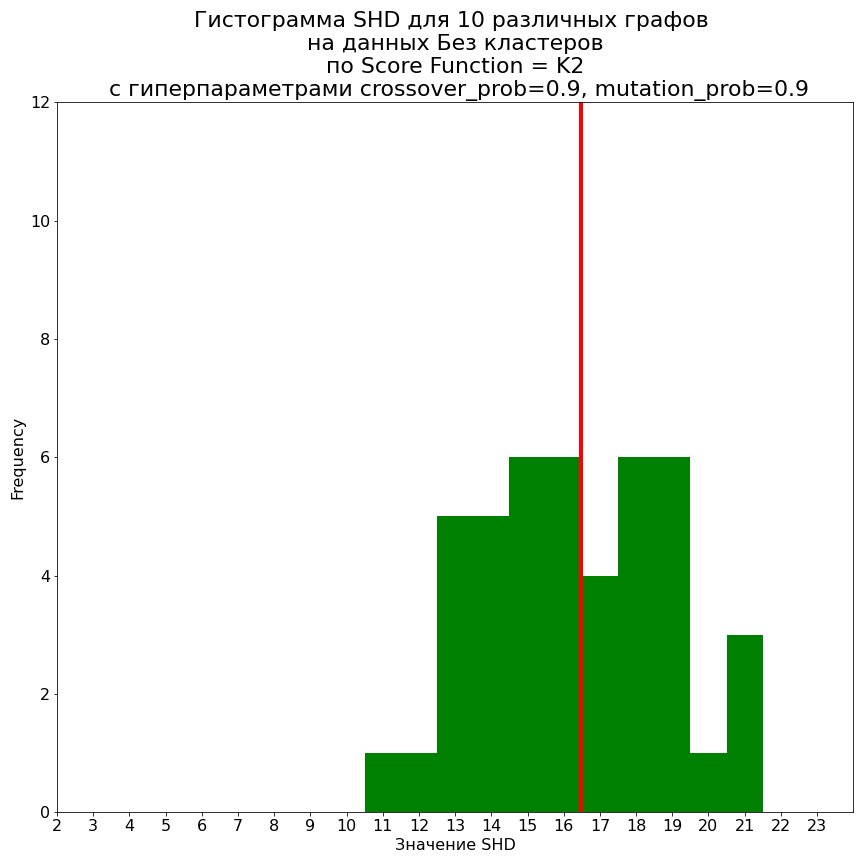 Гистограмма SHD для 10 различных графов
на данных Без кластеров
по Score Function = K2
с гиперпараметрами crossover_prob=0.9, mutation_prob=0.9
12
10
8
6
4
2
0
Frequency
2 3 4 5 6 7 8 9 10 11 12 13 14 15 16 17 18 19 20 21 22 23
Значение SHD